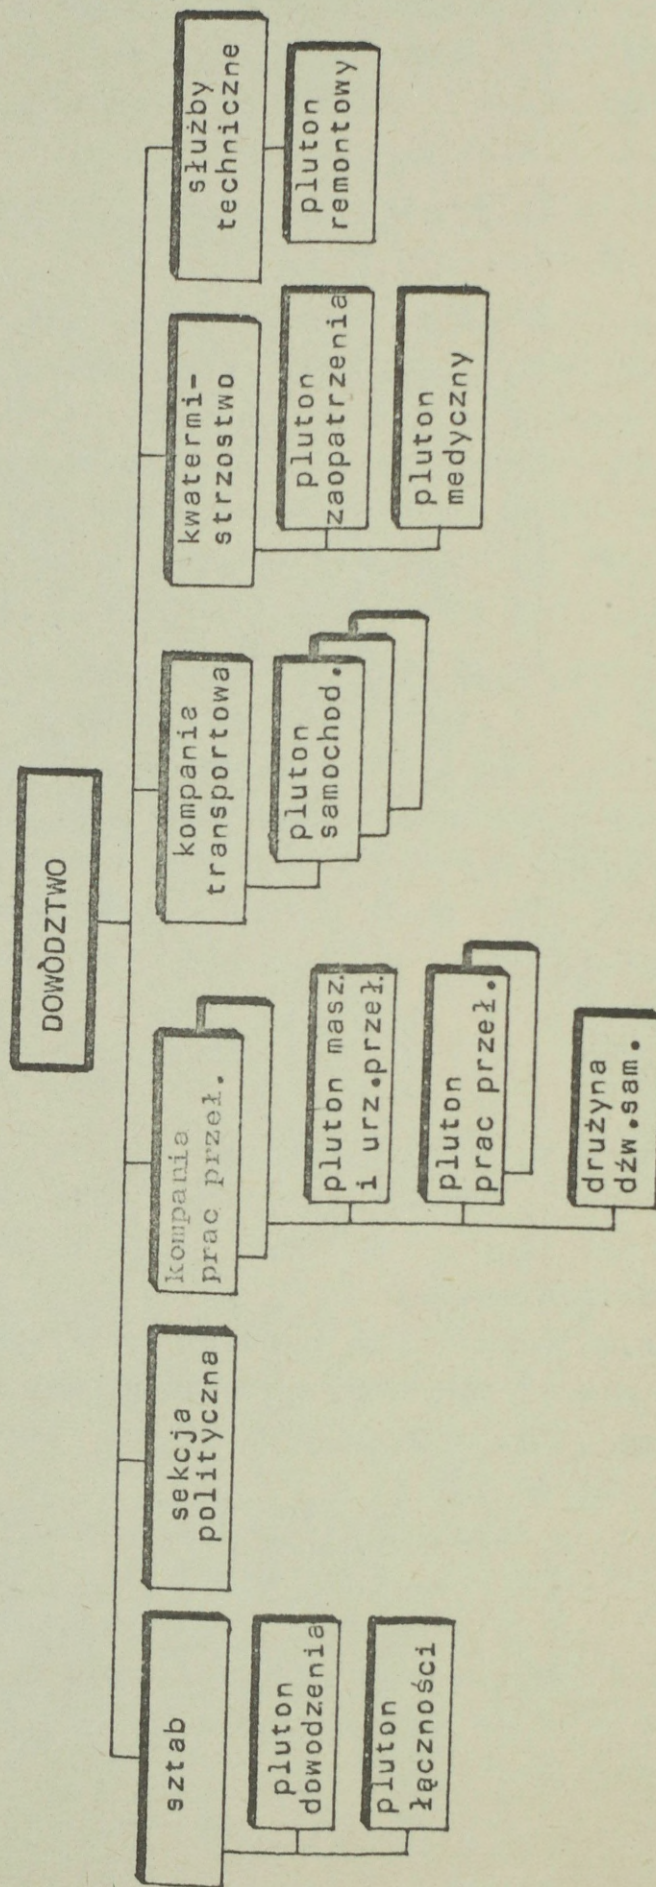 DOWÓDZTWO
sztab
pluton
dowodzenia
pluton
łączności
sekcja
polityczna
kompania
prac przeł.
pluton masz.
i urz.przeł.
pluton
prac przeł.
drużyna
dźw.sam.
kompania
transportowa
pluton
samochod.
kwatermi-
strzostwo
pluton
zaopatrzenia
pluton
medyczny
służby
techniczne
pluton
remontowy